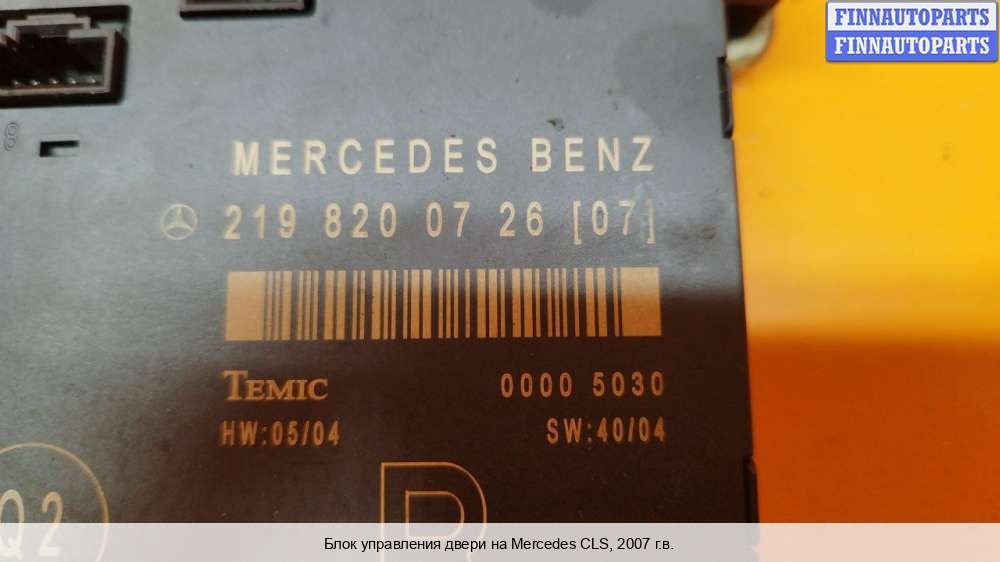 FINNAUTOPARTS
FINNAUTOPARTS
8
MERCEDES BENZ
219 820 07 26 [07]
TEMIC 0000 5030
HW:05/04 SW:40/04
Q2
Блок управления двери на Mercedes CLS, 2007 г.в.